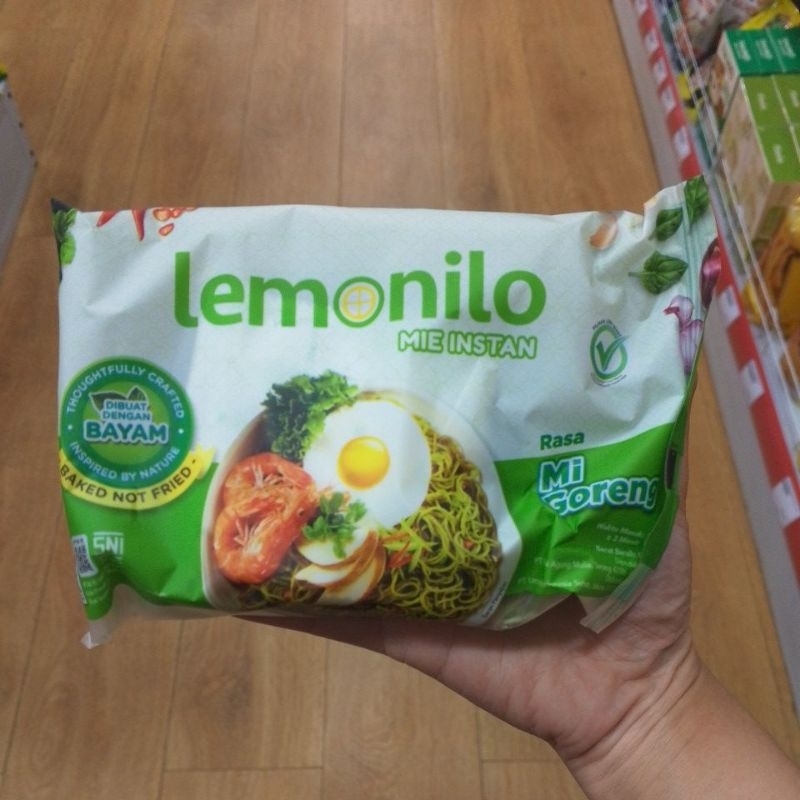 lemonilo
MIE INSTAN
THOUGHTFULLY CRAFTED
DIBUAT
DENGAN
BAYAM
INSPIRED BY NATURE
BAKED NOT FRIED
SNI
Rasa
Mi
Goreng